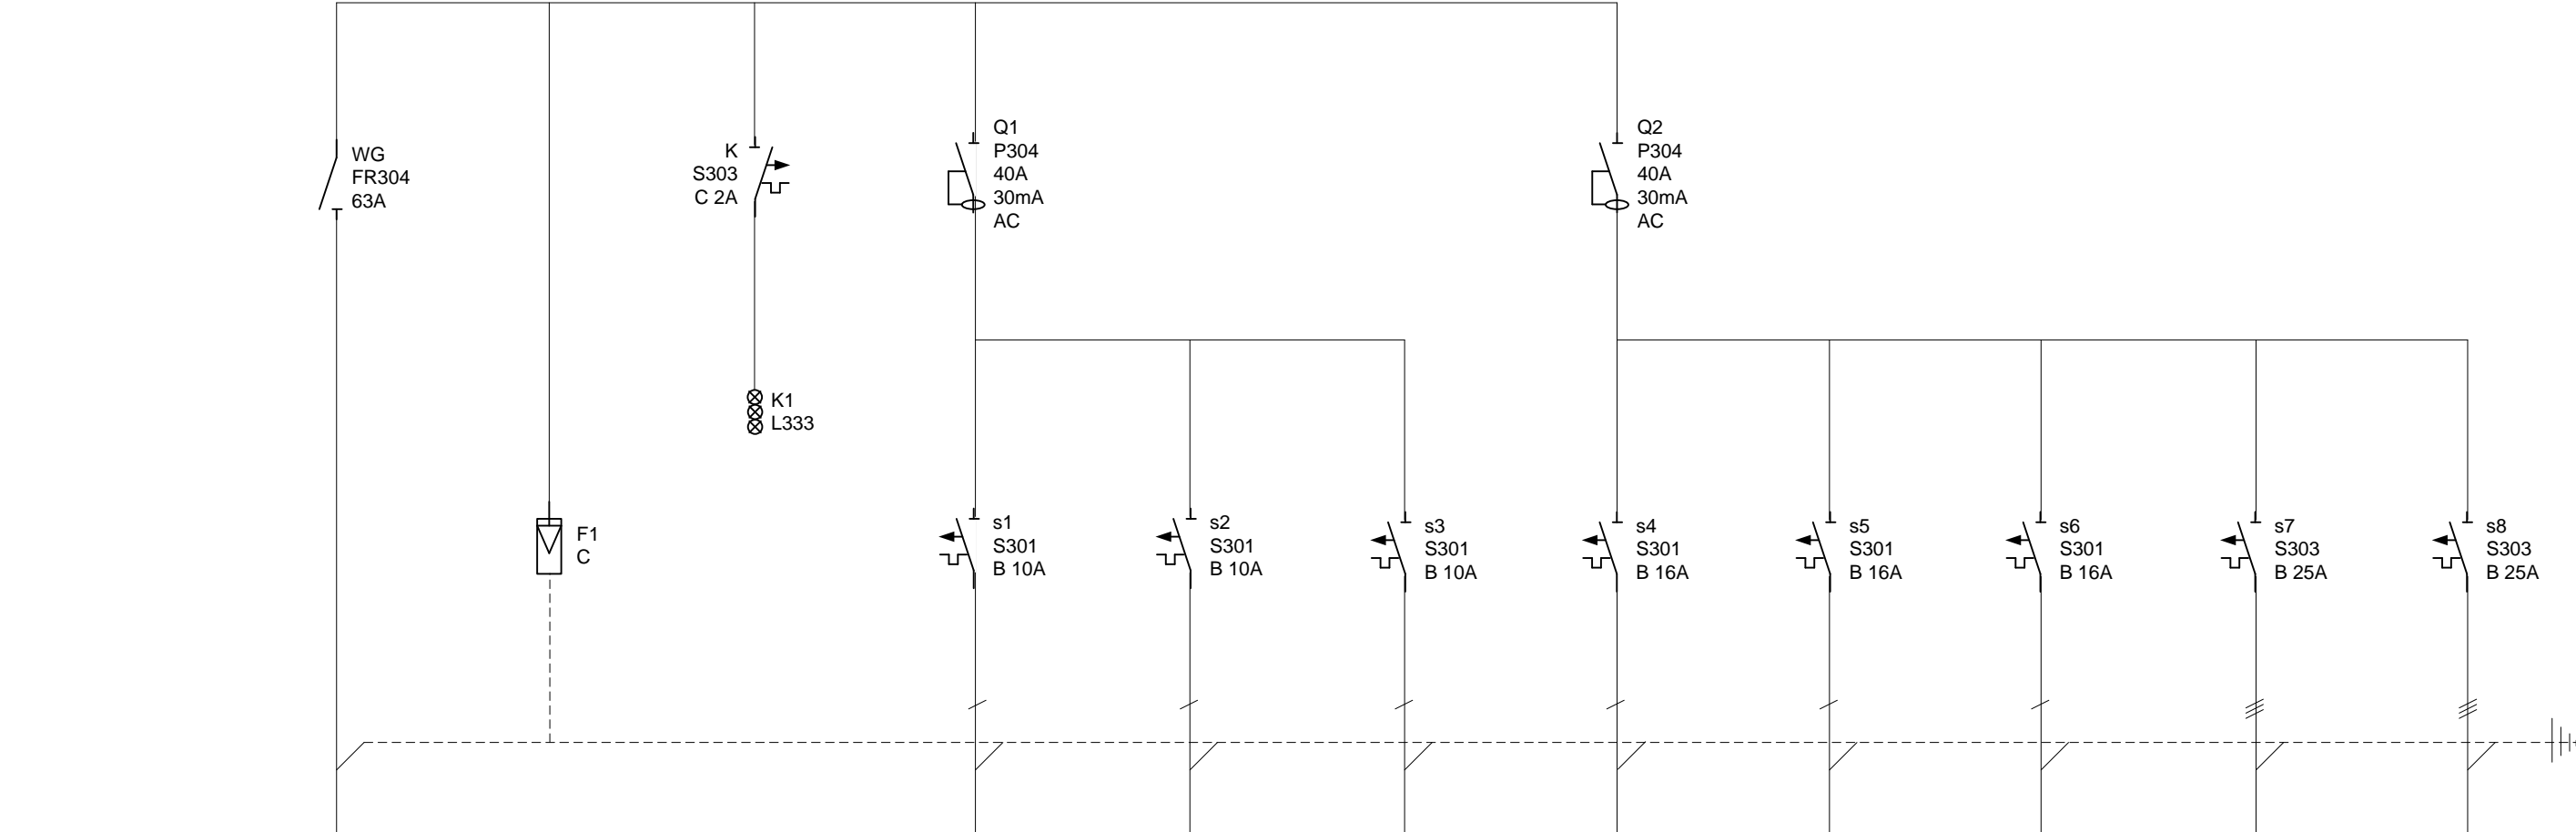 WG
FR304
63A
F1
C
K
S303
C 2A
K1
L333
Q1
P304
40A
30mA
AC
s1
S301
B 10A
s2
S301
B 10A
s3
S301
B 10A
Q2
P304
40A
30mA
AC
s4
S301
B 16A
s5
S301
B 16A
s6
S301
B 16A
s7
S303
B 25A
s8
S303
B 25A